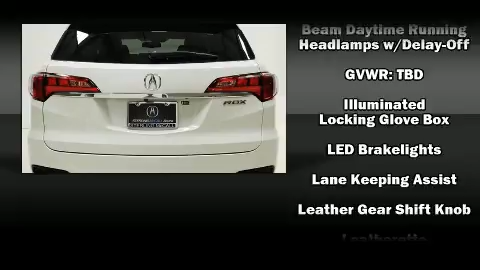 Beam Daytime Running
Headlamps w/Delay-Off
GVWR: TBD
Illuminated
Locking Glove Box
LED Brakelights
Lane Keeping Assist
Leather Gear Shift Knob
Leatherette
RDX